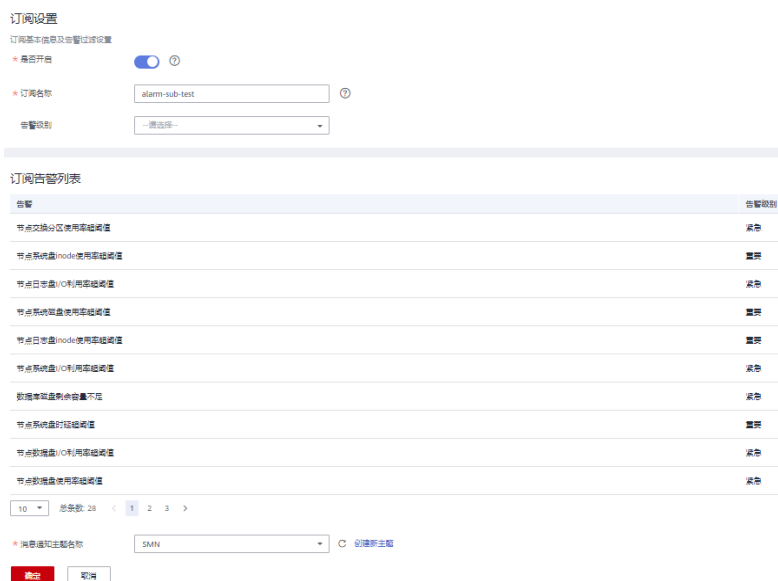 订阅设置
订阅基本信息及告警过滤设置
* 是否开启
* 订阅名称 alarm-sub-test
告警级别 --请选择--
订阅告警列表
告警 告警级别
节点交换分区使用率超阈值 紧急
节点系统盘inode使用率超阈值 重要
节点日志盘I/O利用率超阈值 紧急
节点系统磁盘使用率超阈值 重要
节点日志盘inode使用率超阈值 重要
节点系统盘I/O利用率超阈值 紧急
数据库磁盘剩余容量不足 紧急
节点系统盘时延超阈值 重要
节点数据盘I/O利用率超阈值 紧急
节点数据盘使用率超阈值 紧急
10 总条数: 28 < 1 2 3 >
* 消息通知主题名称 SMN 创建新主题
确定 取消